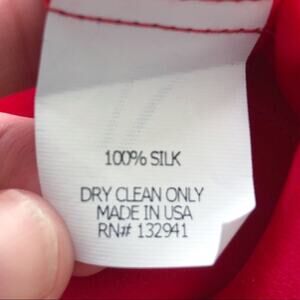 100% SILK
DRY CLEAN ONLY
MADE IN USA
RN# 132941